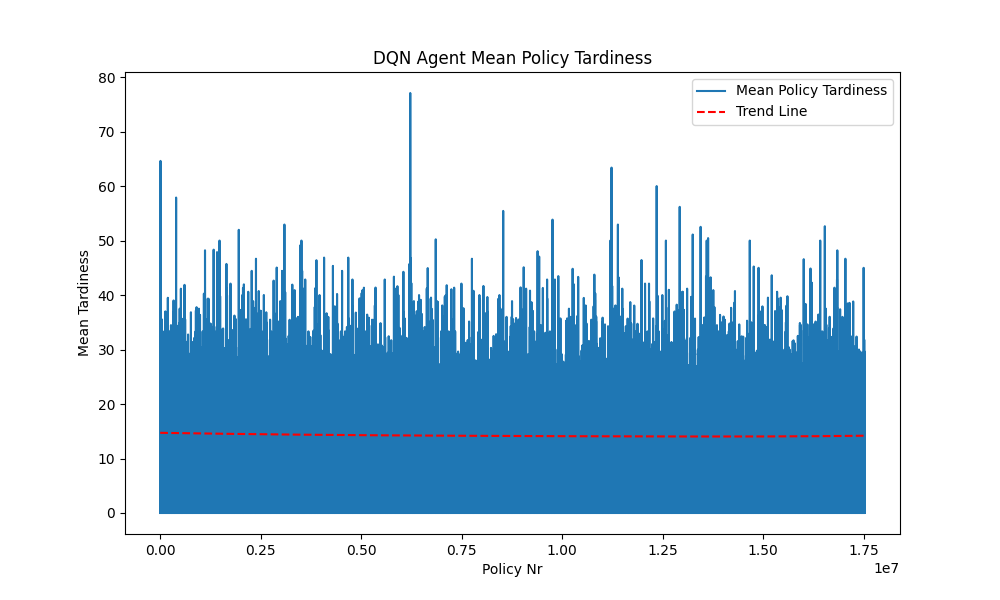 DQN Agent Mean Policy Tardiness
Mean Policy Tardiness
Trend Line
Mean Tardiness
80
70
60
50
40
30
20
10
0
0.00 0.25 0.50 0.75 1.00 1.25 1.50 1.75
1e7
Policy Nr